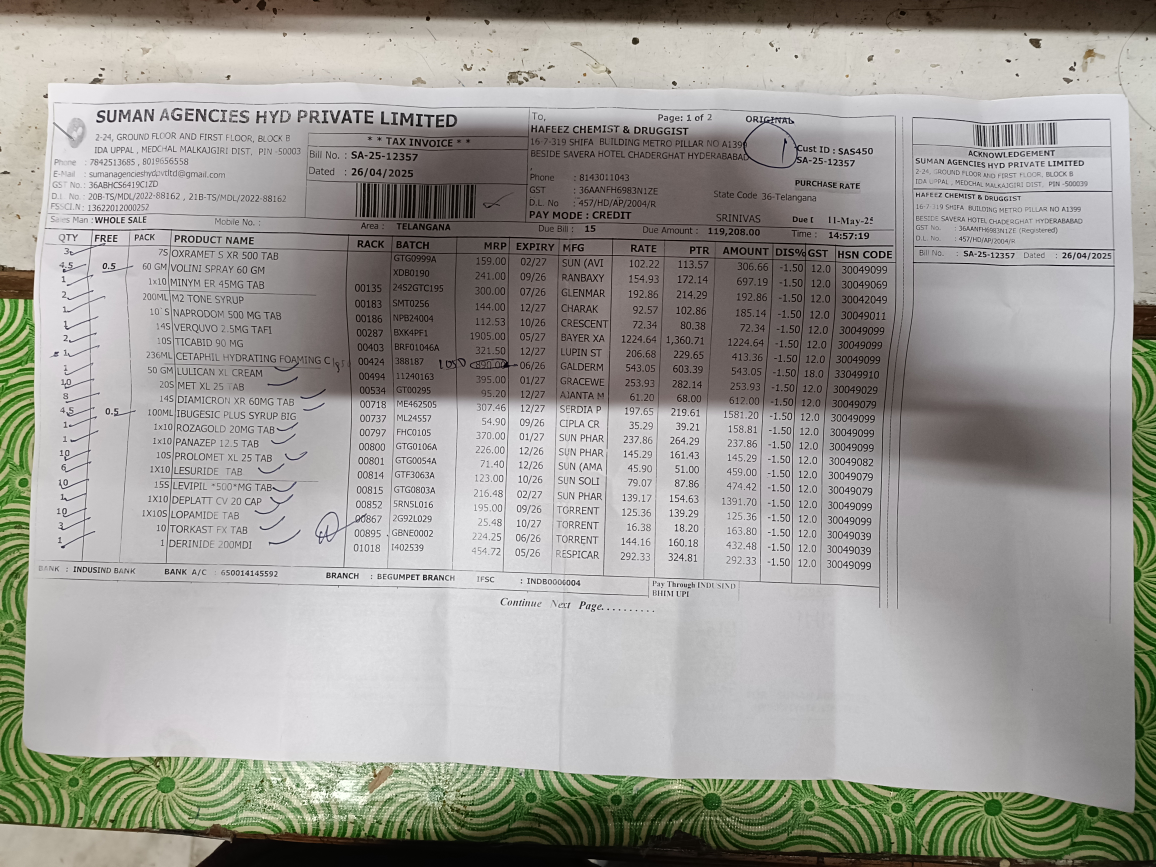 SUMAN AGENCIES HYD PRIVATE LIMITED
2-24, GROUND FLOOR AND FIRST FLOOR, BLOCK B
IDA UPPAL , MEDCHAL MALKAJGIRI DIST, PIN -50003
Phone : 7842513685 , 8019656558
E-Mail : sumanagencieshydpvtltd@gmail.com
GST No.: 36ABHCS6419C1ZD
D.L. No : 20B-TS/MDL/2022-88162 , 21B-TS/MDL/2022-88162
FSSCI.N: 13622012000252
* * TAX INVOICE * *
Bill No. : SA-25-12357
Dated : 26/04/2025
To, Page: 1 of 2 ORIGINAL
HAFEEZ CHEMIST & DRUGGIST
16-7-319 SHIFA BUILDING METRO PILLAR NO A1399
BESIDE SAVERA HOTEL CHADERGHAT HYDERABABAD
Cust ID : SAS450
SA-25-12357
1
Phone : 8143011043
GST : 36AANFH6983N1ZE
D.L. No : 457/HD/AP/2004/R
PURCHASE RATE
State Code 36-Telangana
PAY MODE : CREDIT SRINIVAS Due I 11-May-25
Sales Man : WHOLE SALE Mobile No. : Area : TELANGANA Due Bill : 15 Due Amount : 119,208.00 Time : 14:57:19
QTY FREE PACK PRODUCT NAME RACK BATCH MRP EXPIRY MFG RATE PTR AMOUNT DIS% GST HSN CODE
3 7S OXRAMET S XR 500 TAB GTG0999A 159.00 02/27 SUN (AVI 102.22 113.57 306.66 -1.50 12.0 30049099
4.5 0.5 60 GM VOLINI SPRAY 60 GM XDB0190 241.00 09/26 RANBAXY 154.93 172.14 697.19 -1.50 12.0 30049069
1 1x10 MINYM ER 45MG TAB 00135 24S2GTC195 300.00 07/26 GLENMAR 192.86 214.29 192.86 -1.50 12.0 30042049
2 200ML M2 TONE SYRUP 00183 SMT0256 144.00 12/27 CHARAK 92.57 102.86 185.14 -1.50 12.0 30049011
1 10`S NAPRODOM 500 MG TAB 00186 NPB24004 112.53 10/26 CRESCENT 72.34 80.38 72.34 -1.50 12.0 30049099
1 14S VERQUVO 2.5MG TAFI 00287 BXK4PF1 1905.00 05/27 BAYER XA 1224.64 1,360.71 1224.64 -1.50 12.0 30049099
2 10S TICABID 90 MG 00403 BRF01046A 321.50 12/27 LUPIN ST 206.68 229.65 413.36 -1.50 12.0 30049099
1 236ML CETAPHIL HYDRATING FOAMING C 00424 388187 1050 890.00 06/26 GALDERM 543.05 603.39 543.05 -1.50 18.0 33049910
1 50 GM LULICAN XL CREAM 00494 11240163 395.00 01/27 GRACEWE 253.93 282.14 253.93 -1.50 12.0 30049029
10 20S MET XL 25 TAB 00534 GT00295 95.20 12/27 AJANTA M 61.20 68.00 612.00 -1.50 12.0 30049079
8 14S DIAMICRON XR 60MG TAB 00718 ME462505 307.46 12/27 SERDIA P 197.65 219.61 1581.20 -1.50 12.0 30049099
4.5 0.5 100ML IBUGESIC PLUS SYRUP BIG 00737 ML24557 54.90 09/26 CIPLA CR 35.29 39.21 158.81 -1.50 12.0 30049099
1 1x10 ROZAGOLD 20MG TAB 00797 FHC0105 370.00 01/27 SUN PHAR 237.86 264.29 237.86 -1.50 12.0 30049099
1 1x10 PANAZEP 12.5 TAB 00800 GTG0106A 226.00 12/26 SUN PHAR 145.29 161.43 145.29 -1.50 12.0 30049082
10 10S PROLOMET XL 25 TAB 00801 GTG0054A 71.40 12/26 SUN (AMA 45.90 51.00 459.00 -1.50 12.0 30049079
6 1X10 LESURIDE TAB 00814 GTF3063A 123.00 10/26 SUN SOLI 79.07 87.86 474.42 -1.50 12.0 30049079
10 15S LEVIPIL *500*MG TAB 00815 GTG0803A 216.48 02/27 SUN PHAR 139.17 154.63 1391.70 -1.50 12.0 30049099
1 1X10 DEPLATT CV 20 CAP 00852 5RN5L016 195.00 09/26 TORRENT 125.36 139.29 125.36 -1.50 12.0 30049099
10 1X10S LOPAMIDE TAB 00867 2G92L029 25.48 10/27 TORRENT 16.38 18.20 163.80 -1.50 12.0 30049039
3 10 TORKAST FX TAB 00895 GBNE0002 224.25 06/26 TORRENT 144.16 160.18 432.48 -1.50 12.0 30049039
1 1 DERINIDE 200MDI 01018 I402539 454.72 05/26 RESPICAR 292.33 324.81 292.33 -1.50 12.0 30049099
BANK : INDUSIND BANK BANK A/C : 650014145592 BRANCH : BEGUMPET BRANCH IFSC : INDB0006004 Pay Through INDUSIND
BHIM UPI
Continue Next Page..........
ACKNOWLEDGEMENT
SUMAN AGENCIES HYD PRIVATE LIMITED
2-24, GROUND FLOOR AND FIRST FLOOR, BLOCK B
IDA UPPAL , MEDCHAL MALKAJGIRI DIST, PIN -500039
HAFEEZ CHEMIST & DRUGGIST
16-7-319 SHIFA BUILDING METRO PILLAR NO A1399
BESIDE SAVERA HOTEL CHADERGHAT HYDERABABAD
GST No. : 36AANFH6983N1ZE (Registered)
D.L. No. : 457/HD/AP/2004/R
Bill No. : SA-25-12357 Dated : 26/04/2025